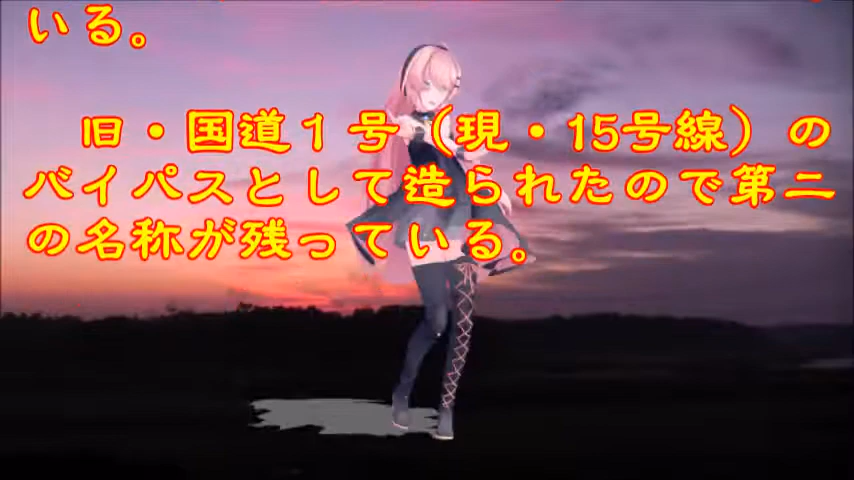 いる。
旧・国道１号（現・15号線）の
バイパスとして造られたので第二
の名称が残っている。